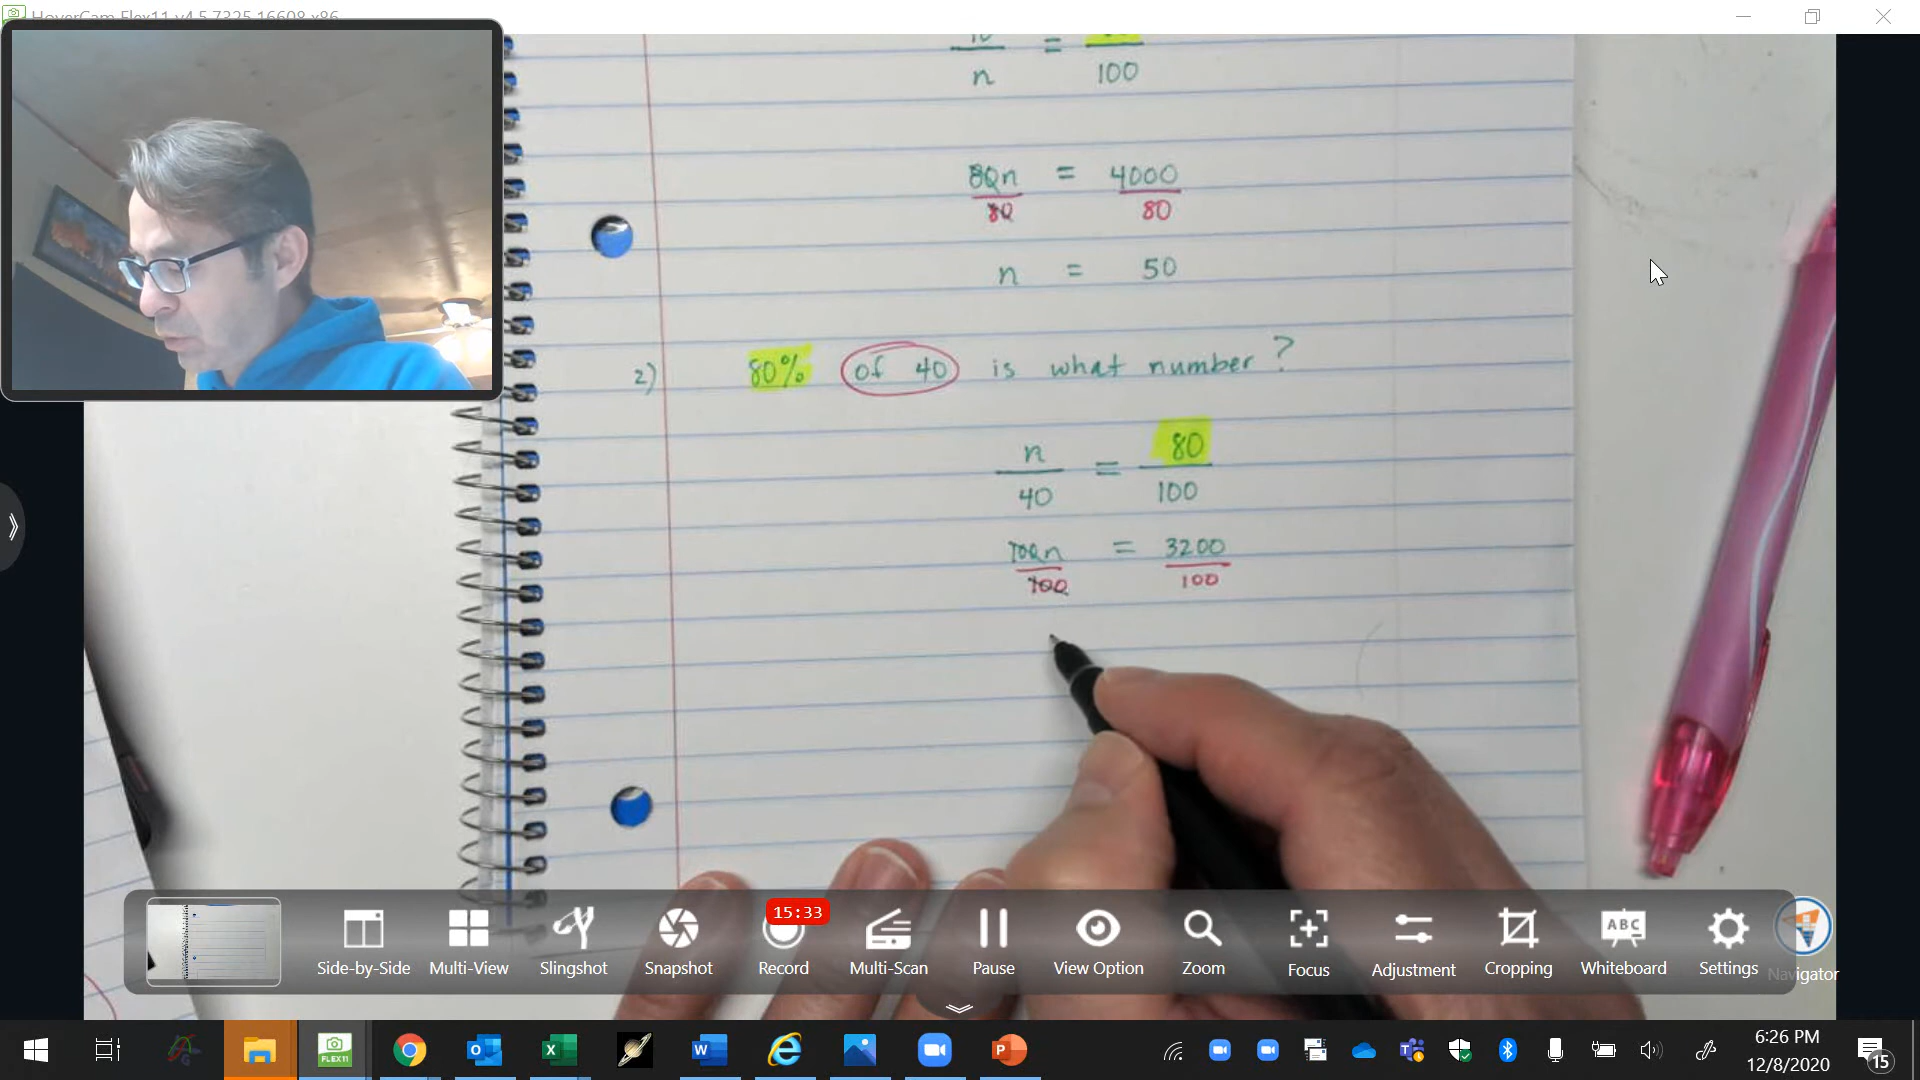 HoverCam Flex11 v4.5.7325.16608 x86
n = 100
80n = 4000
80 80
n = 50
2) 80% of 40 is what number?
n = 80
40 100
100n = 3200
100 100
15:33
Side-by-Side Multi-View Slingshot Snapshot Record Multi-Scan Pause View Option Zoom Focus Adjustment Cropping Whiteboard Settings Navigator
ABC
FLEX11
6:26 PM
12/8/2020
15